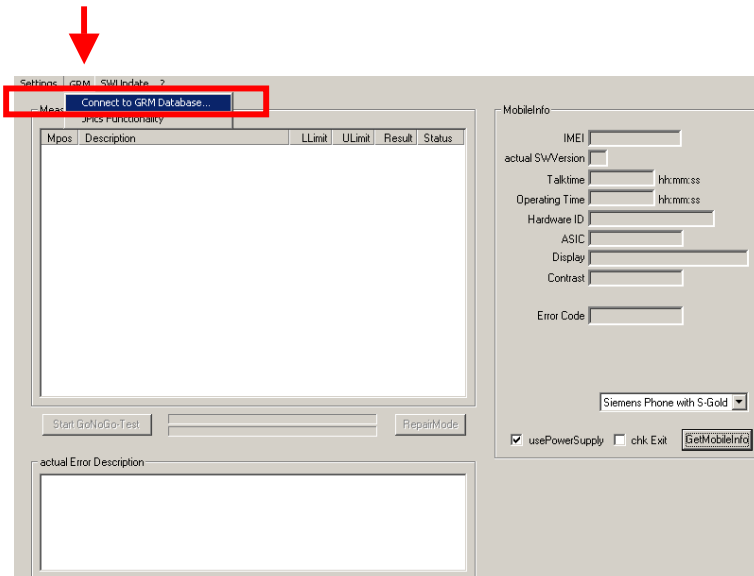 Settings GRM SWUpdate ?
Connect to GRM Database...
Meas
JPICS Functionality
Mpos Description LLimit ULimit Result Status
Start GoNoGo-Test RepairMode
actual Error Description
MobileInfo
IMEI
actual SWVersion
Talktime hh:mm:ss
Operating Time hh:mm:ss
Hardware ID
ASIC
Display
Contrast
Error Code
Siemens Phone with S-Gold
usePowerSupply chk Exit GetMobileInfo